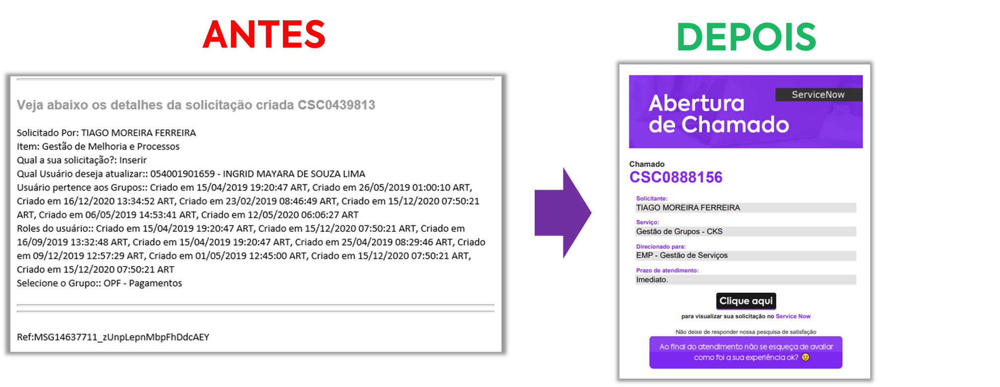 ANTES
Veja abaixo os detalhes da solicitação criada CSC0439813
Solicitado Por: TIAGO MOREIRA FERREIRA
Item: Gestão de Melhoria e Processos
Qual a sua solicitação?: Inserir
Qual Usuário deseja atualizar:: 054001901659 - INGRID MAYARA DE SOUZA LIMA
Usuário pertence aos Grupos:: Criado em 15/04/2019 19:20:47 ART, Criado em 26/05/2019 01:00:10 ART,
Criado em 16/12/2020 13:34:52 ART, Criado em 23/02/2019 08:46:49 ART, Criado em 15/12/2020 07:50:21
ART, Criado em 06/05/2019 14:53:41 ART, Criado em 12/05/2020 06:06:27 ART
Roles do usuário:: Criado em 15/04/2019 19:20:47 ART, Criado em 15/12/2020 07:50:21 ART, Criado em
16/09/2019 13:32:48 ART, Criado em 15/04/2019 19:20:47 ART, Criado em 25/04/2019 08:29:46 ART, Criado
em 09/12/2019 12:57:29 ART, Criado em 01/05/2019 12:45:00 ART, Criado em 15/12/2020 07:50:21 ART,
Criado em 15/12/2020 07:50:21 ART
Selecione o Grupo:: OPF - Pagamentos
Ref:MSG14637711_zUnpLepnMbpFhDdcAEY
DEPOIS
ServiceNow
Abertura
de Chamado
Chamado
CSC0888156
Solicitante:
TIAGO MOREIRA FERREIRA
Serviço:
Gestão de Grupos - CKS
Direcionado para:
EMP - Gestão de Serviços
Prazo de atendimento:
Imediato.
Clique aqui
para visualizar sua solicitação no Service Now
Não deixe de responder nossa pesquisa de satisfação
Ao final do atendimento não se esqueça de avaliar
como foi a sua experiência ok? 😉